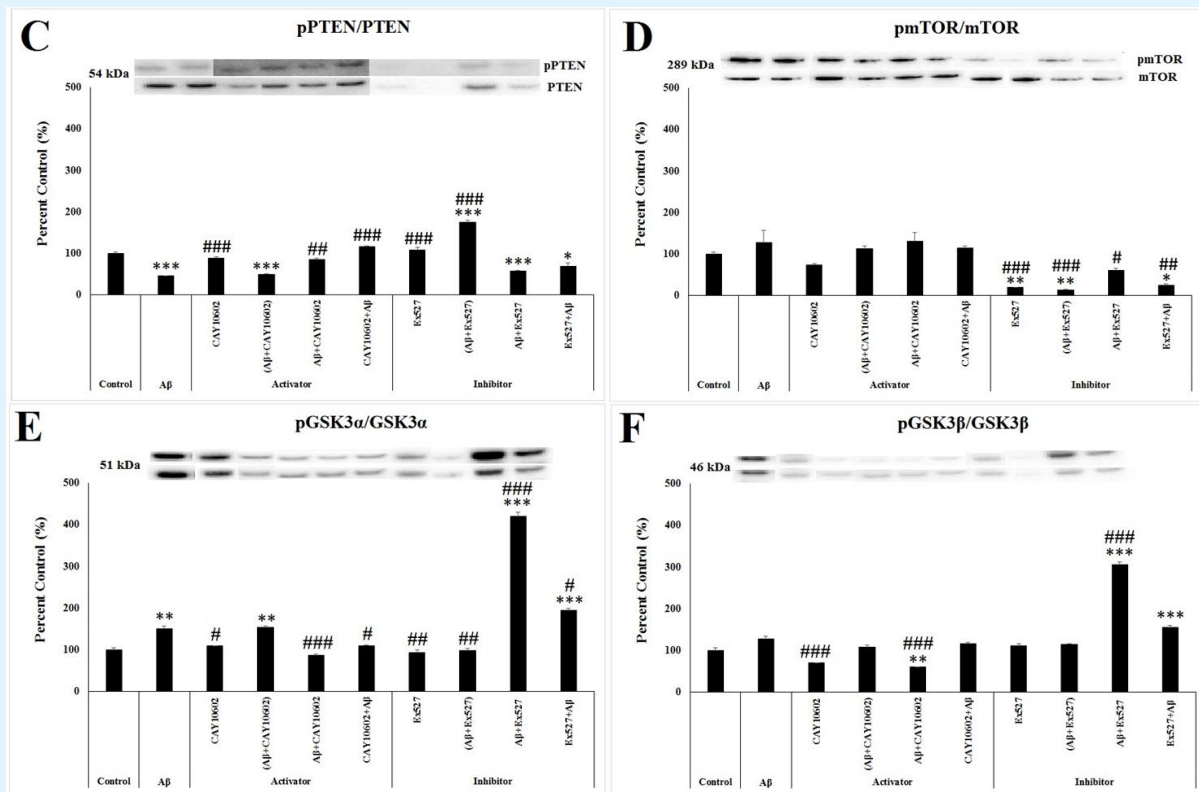 C
pPTEN/PTEN
54 kDa
pPTEN
PTEN
Percent Control (%)
500
400
300
200
100
0
***
###
***
##
###
###
###
***
***
*
CAY10602
(Aβ+CAY10602)
Aβ+CAY10602
CAY10602+Aβ
Ex527
(Aβ+Ex527)
Aβ+Ex527
Ex527+Aβ
Control
Aβ
Activator
Inhibitor
D
pmTOR/mTOR
289 kDa
pmTOR
mTOR
Percent Control (%)
500
400
300
200
100
0
###
**
###
**
#
##
*
CAY10602
(Aβ+CAY10602)
Aβ+CAY10602
CAY10602+Aβ
Ex527
(Aβ+Ex527)
Aβ+Ex527
Ex527+Aβ
Control
Aβ
Activator
Inhibitor
E
pGSK3α/GSK3α
51 kDa
Percent Control (%)
500
400
300
200
100
0
**
#
**
###
#
##
##
###
***
#
***
CAY10602
(Aβ+CAY10602)
Aβ+CAY10602
CAY10602+Aβ
Ex527
(Aβ+Ex527)
Aβ+Ex527
Ex527+Aβ
Control
Aβ
Activator
Inhibitor
F
pGSK3β/GSK3β
46 kDa
Percent Control (%)
500
400
300
200
100
0
###
###
**
###
***
***
CAY10602
(Aβ+CAY10602)
Aβ+CAY10602
CAY10602+Aβ
Ex527
(Aβ+Ex527)
Aβ+Ex527
Ex527+Aβ
Control
Aβ
Activator
Inhibitor